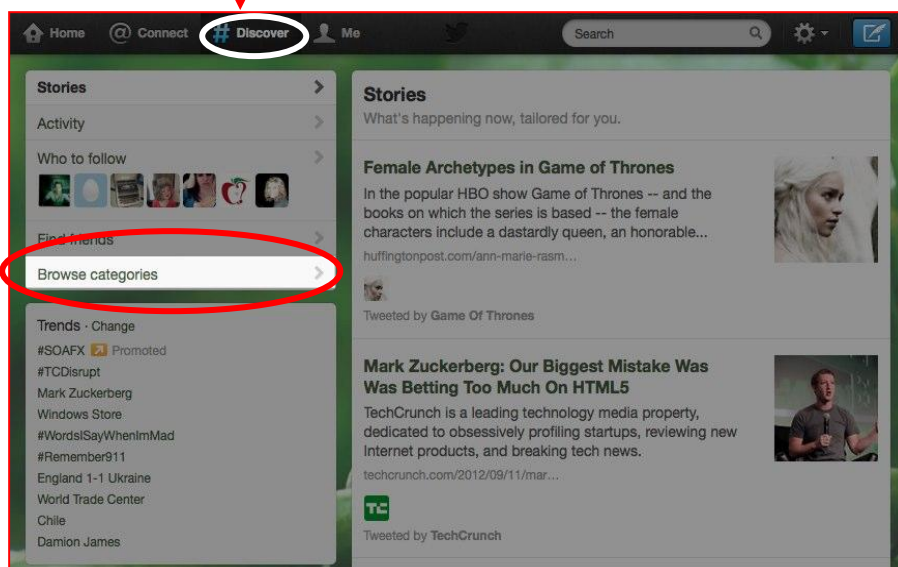 Home @ Connect # Discover Me Search
Stories
Activity
Who to follow
Find friends
Browse categories
Trends · Change
#SOAFX Promoted
#TCDisrupt
Mark Zuckerberg
Windows Store
#WordsISayWhenImMad
#Remember911
England 1-1 Ukraine
World Trade Center
Chile
Damion James
Stories
What's happening now, tailored for you.
Female Archetypes in Game of Thrones
In the popular HBO show Game of Thrones -- and the
books on which the series is based -- the female
characters include a dastardly queen, an honorable...
huffingtonpost.com/ann-marie-rasm...
Tweeted by Game Of Thrones
Mark Zuckerberg: Our Biggest Mistake Was
Was Betting Too Much On HTML5
TechCrunch is a leading technology media property,
dedicated to obsessively profiling startups, reviewing new
Internet products, and breaking tech news.
techcrunch.com/2012/09/11/mar...
TC
Tweeted by TechCrunch